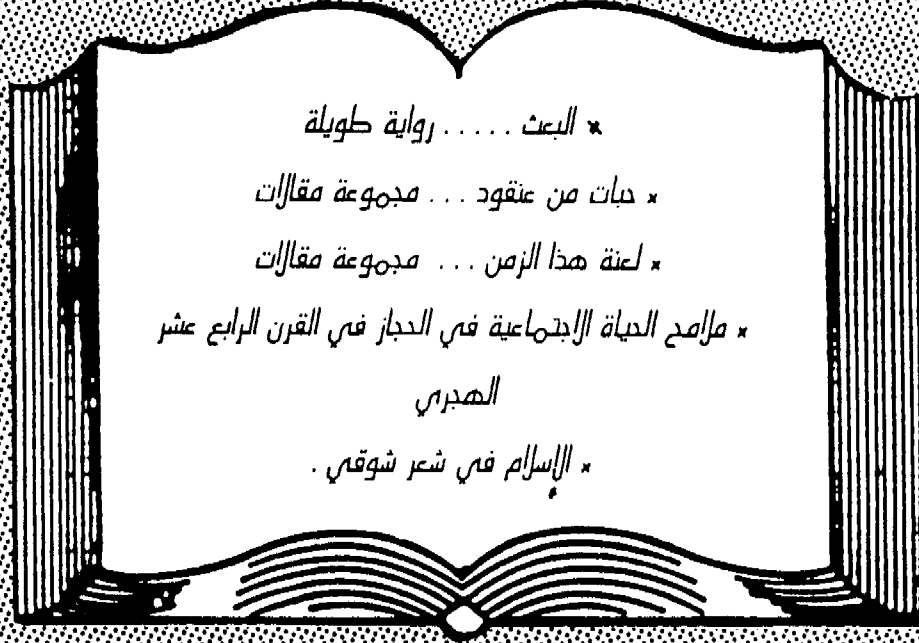 × البعث ..... رواية طويلة
× حبات من عنقود ... مجموعة مقالات
× لعنة هذا الزمن ... مجموعة مقالات
× ملامح الحياة الاجتماعية في الحجاز في القرن الرابع عشر
الهجري
× الإسلام في شعر شوقي .